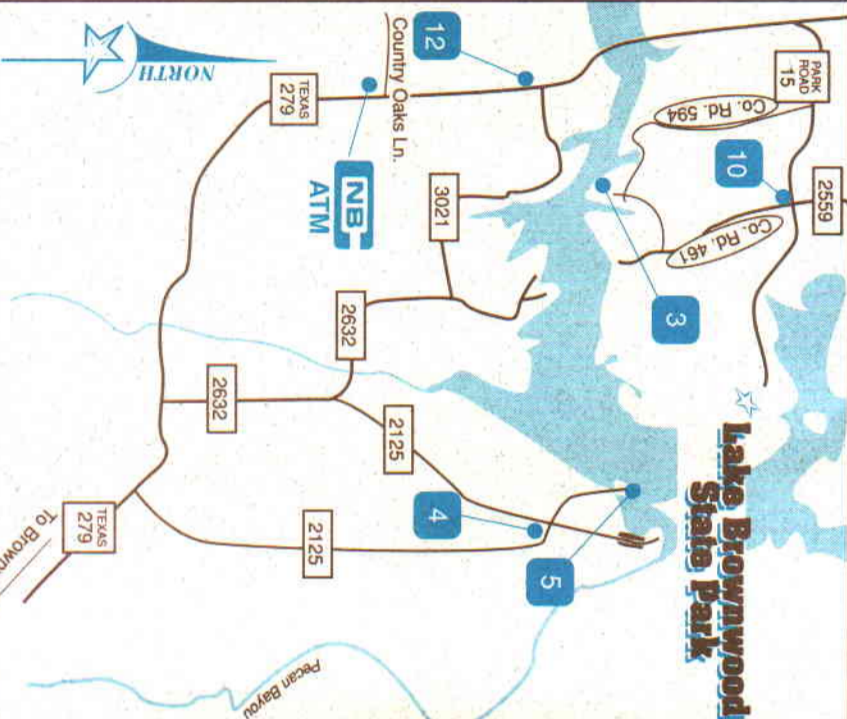 PARK
ROAD
15
Co. Rd. 594
12
Country Oaks Ln.
NORTH
TEXAS
279
NB
ATM
3021
10
2559
Co. Rd. 461
3
2632
2632
2125
Lake Brownwood
State Park
4
5
2125
TEXAS
279
To
Pecan Bayou